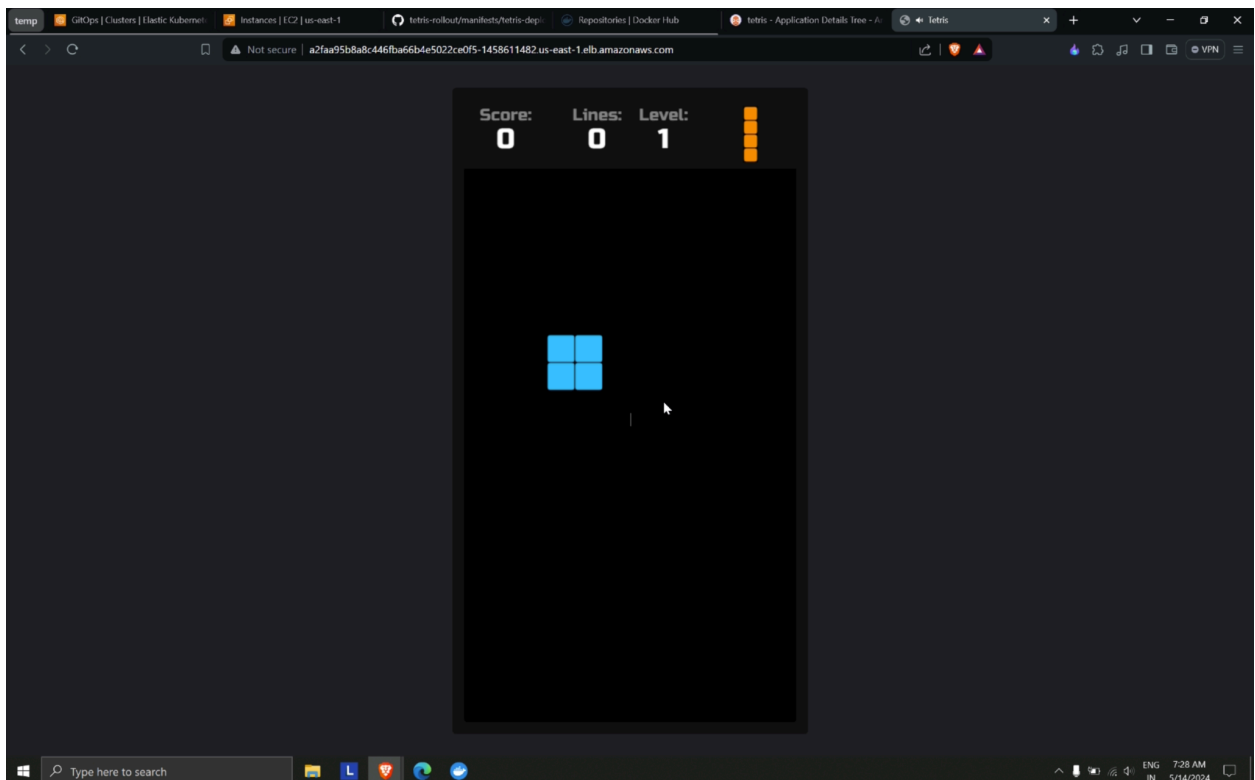 temp
GitOps | Clusters | Elastic Kubernet
Instances | EC2 | us-east-1
tetris-rollout/manifests/tetris-depl
Repositories | Docker Hub
tetris - Application Details Tree - A
Tetris
Not secure
a2faa95b8a8c446fba66b4e5022ce0f5-1458611482.us-east-1.elb.amazonaws.com
VPN
Score: Lines: Level:
0 0 1
Type here to search
L
ENG 7:28 AM
IN 5/14/2024